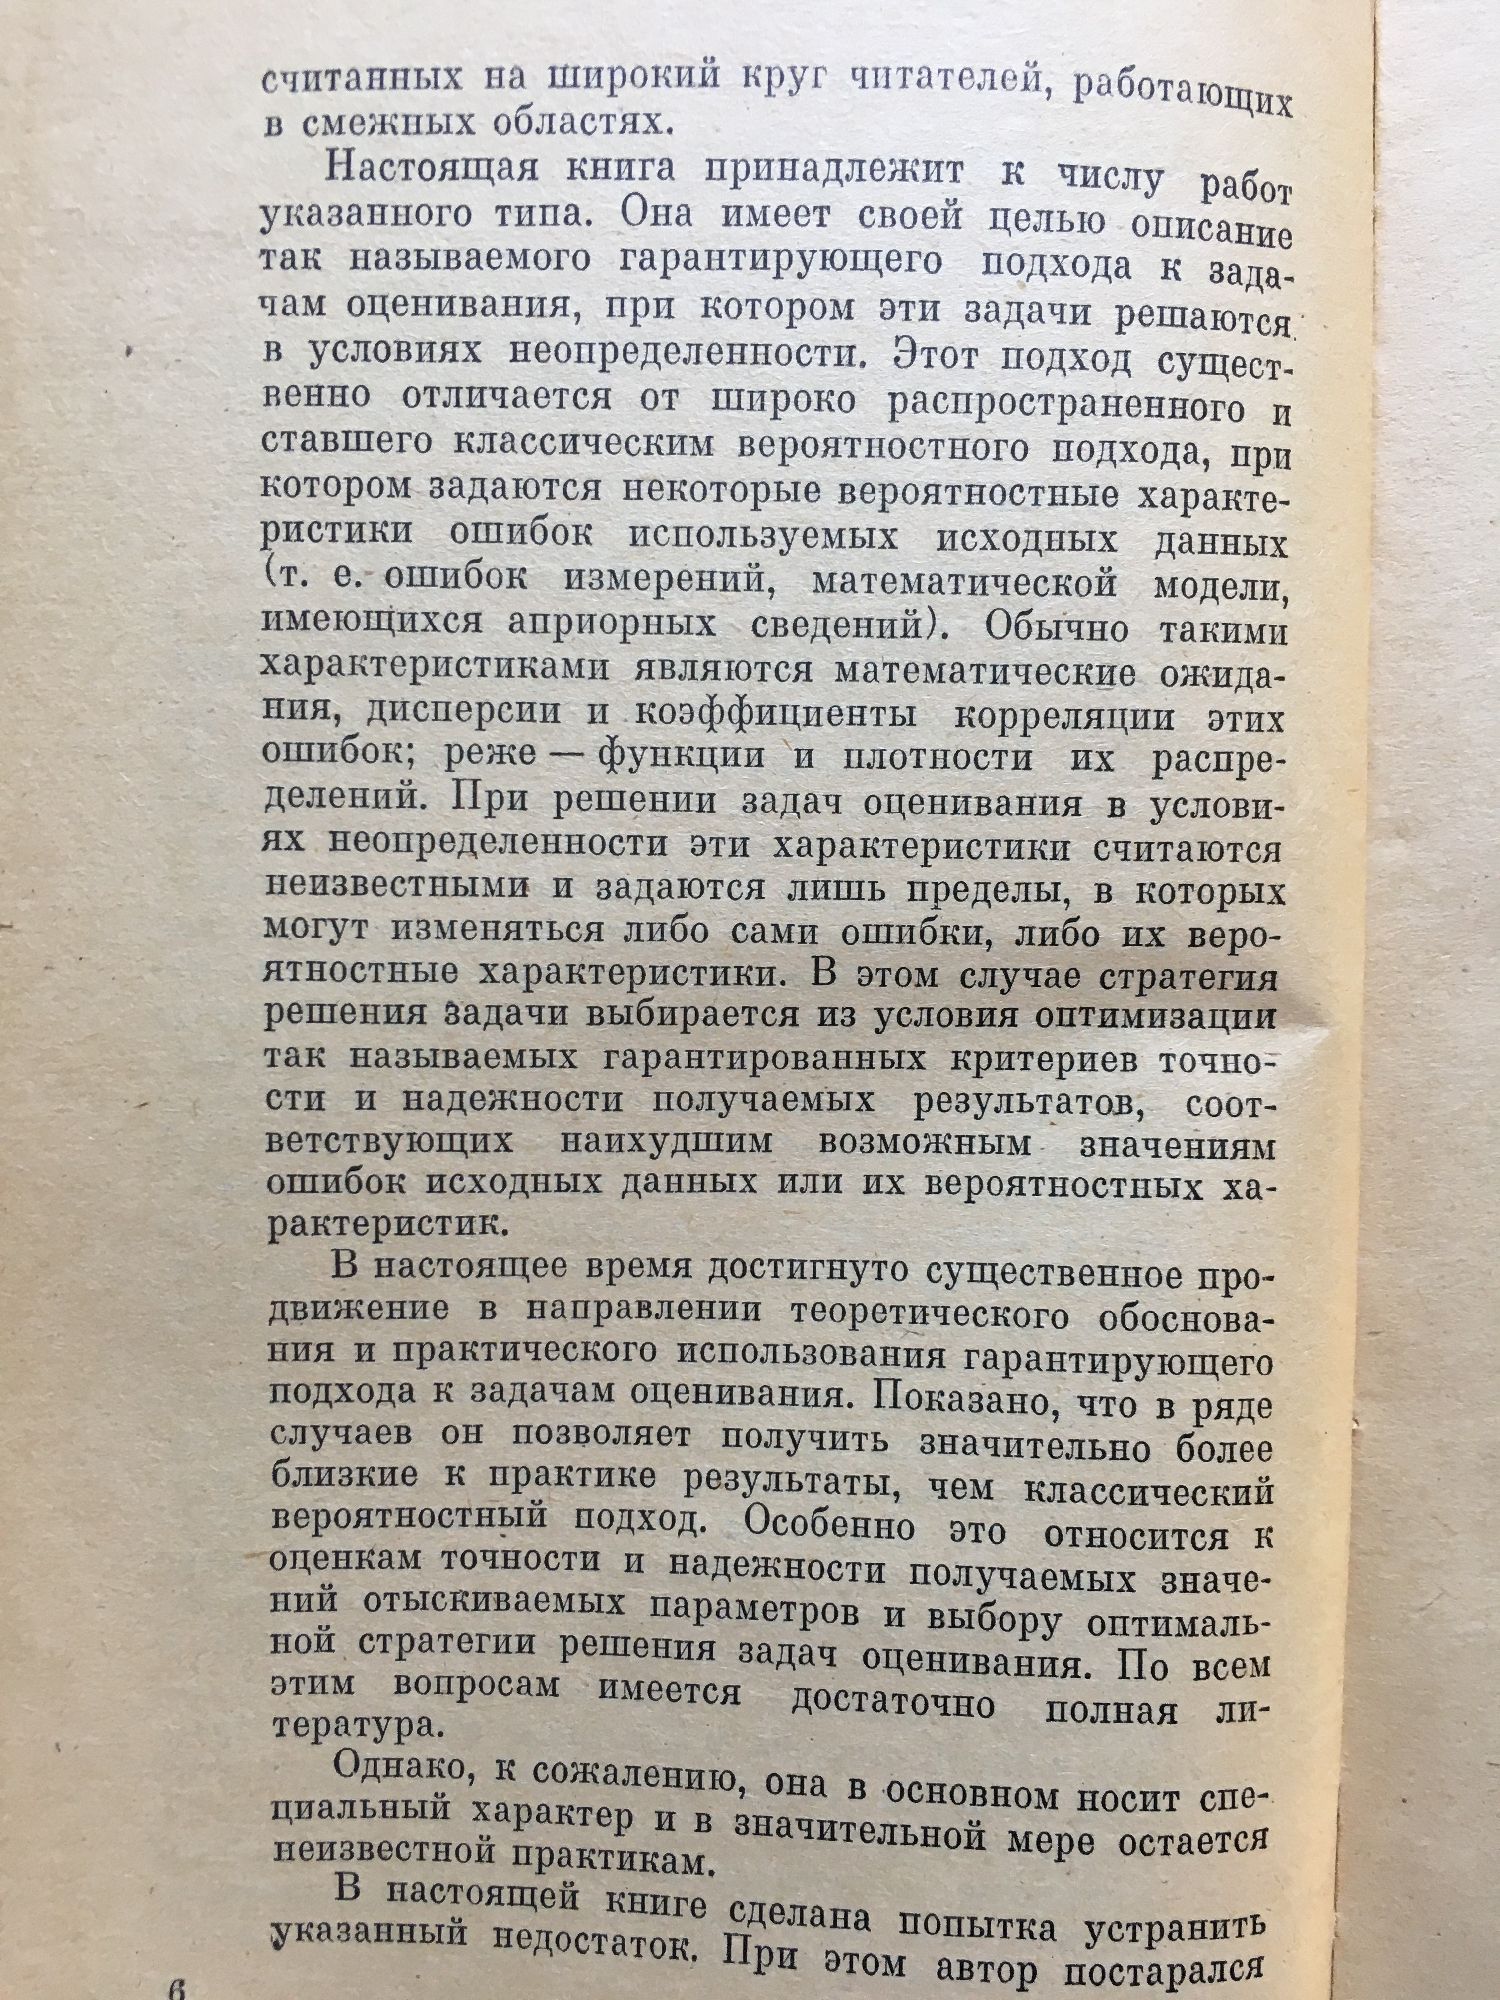 считанных на широкий круг читателей, работающих
в смежных областях.
Настоящая книга принадлежит к числу работ
указанного типа. Она имеет своей целью описание
так называемого гарантирующего подхода к зада-
чам оценивания, при котором эти задачи решаются
в условиях неопределенности. Этот подход сущест-
венно отличается от широко распространенного и
ставшего классическим вероятностного подхода, при
котором задаются некоторые вероятностные характе-
ристики ошибок используемых исходных данных
(т. е. ошибок измерений, математической модели,
имеющихся априорных сведений). Обычно такими
характеристиками являются математические ожида-
ния, дисперсии и коэффициенты корреляции этих
ошибок; реже — функции и плотности их распре-
делений. При решении задач оценивания в услови-
ях неопределенности эти характеристики считаются
неизвестными и задаются лишь пределы, в которых
могут изменяться либо сами ошибки, либо их веро-
ятностные характеристики. В этом случае стратегия
решения задачи выбирается из условия оптимизации
так называемых гарантированных критериев точно-
сти и надежности получаемых результатов, соот-
ветствующих наихудшим возможным значениям
ошибок исходных данных или их вероятностных ха-
рактеристик.
В настоящее время достигнуто существенное про-
движение в направлении теоретического обоснова-
ния и практического использования гарантирующего
подхода к задачам оценивания. Показано, что в ряде
случаев он позволяет получить значительно более
близкие к практике результаты, чем классический
вероятностный подход. Особенно это относится к
оценкам точности и надежности получаемых значе-
ний отыскиваемых параметров и выбору оптималь-
ной стратегии решения задач оценивания. По всем
этим вопросам имеется достаточно полная ли-
тература.
Однако, к сожалению, она в основном носит спе-
циальный характер и в значительной мере остается
неизвестной практикам.
В настоящей книге сделана попытка устранить
указанный недостаток. При этом автор постарался
6